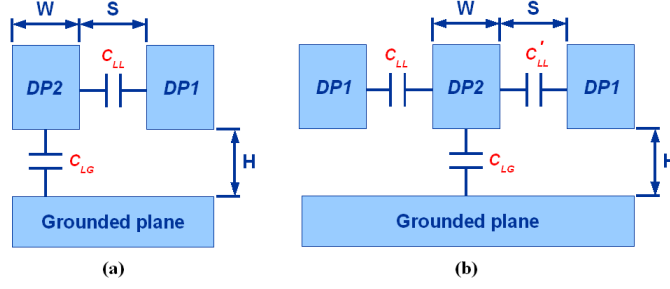 W S
C_LL
DP2 DP1
C_LG
H
Grounded plane
(a)
W S
C_LL C'_LL
DP1 DP2 DP1
C_LG
H
Grounded plane
(b)